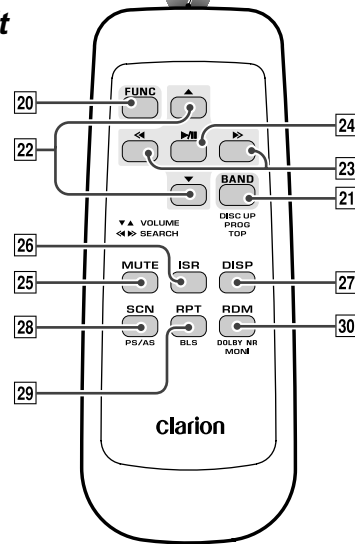 t
20
FUNC
▲
22
24
◀◀
▶/II
▶▶
23
▼
BAND
21
DISC UP
PROG
TOP
▼▲ VOLUME
◀◀ ▶▶ SEARCH
26
MUTE
ISR
DISP
25
27
SCN
RPT
RDM
28
30
PS/AS
BLS
DOLBY NR
MONI
29
clarion